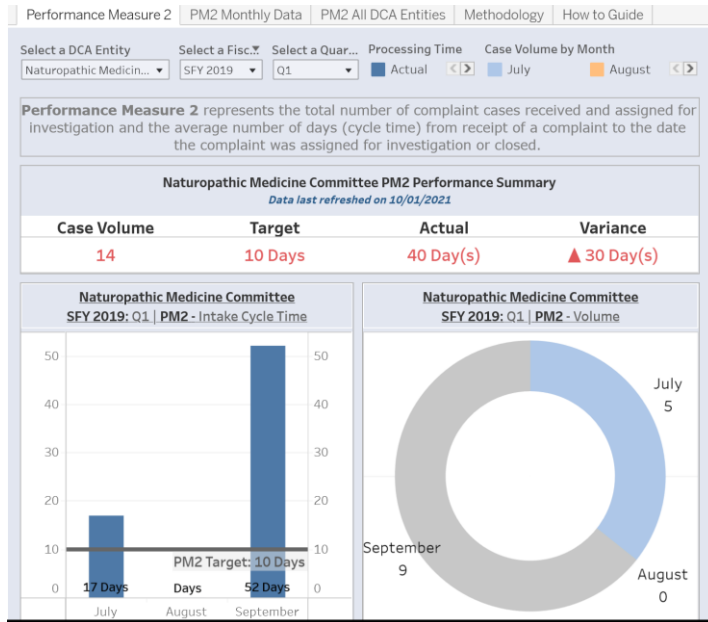 Performance Measure 2
PM2 Monthly Data
PM2 All DCA Entities
Methodology
How to Guide
Select a DCA Entity
Naturopathic Medicin...
Select a Fisc..
SFY 2019
Select a Quar...
Q1
Processing Time
Actual
Case Volume by Month
July
August
Performance Measure 2 represents the total number of complaint cases received and assigned for
investigation and the average number of days (cycle time) from receipt of a complaint to the date
the complaint was assigned for investigation or closed.
Naturopathic Medicine Committee PM2 Performance Summary
Data last refreshed on 10/01/2021
Case Volume Target Actual Variance
14 10 Days 40 Day(s) ▲ 30 Day(s)
Naturopathic Medicine Committee
SFY 2019: Q1 | PM2 - Intake Cycle Time
50 50
40 40
30 30
20 20
10 10
PM2 Target: 10 Days
0 17 Days Days 52 Days 0
July August September
Naturopathic Medicine Committee
SFY 2019: Q1 | PM2 - Volume
July
5
September
9
August
0